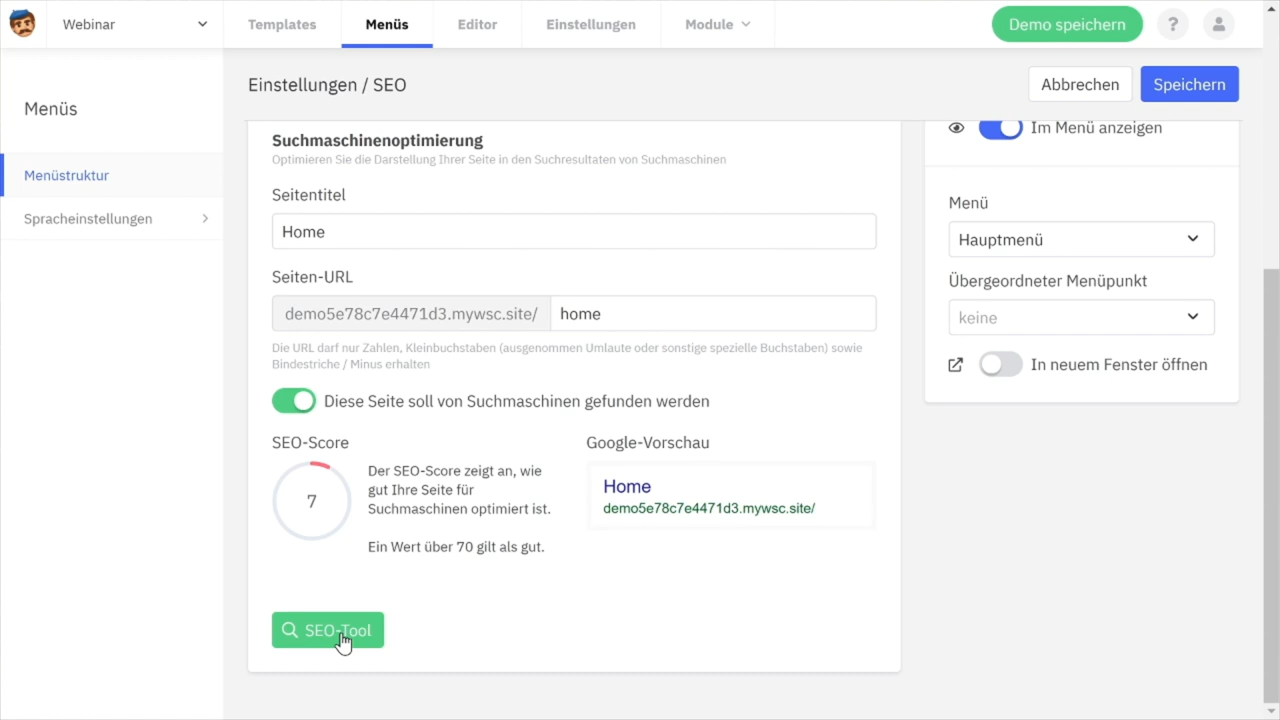 Webinar
Templates
Menüs
Editor
Einstellungen
Module
Demo speichern
?
Menüs
Menüstruktur
Spracheinstellungen
Einstellungen / SEO
Abbrechen
Speichern
Suchmaschinenoptimierung
Optimieren Sie die Darstellung Ihrer Seite in den Suchresultaten von Suchmaschinen
Seitentitel
Home
Seiten-URL
demo5e78c7e4471d3.mywsc.site/ home
Die URL darf nur Zahlen, Kleinbuchstaben (ausgenommen Umlaute oder sonstige spezielle Buchstaben) sowie
Bindestriche / Minus erhalten
Diese Seite soll von Suchmaschinen gefunden werden
SEO-Score
7
Der SEO-Score zeigt an, wie
gut Ihre Seite für
Suchmaschinen optimiert ist.
Ein Wert über 70 gilt als gut.
Google-Vorschau
Home
demo5e78c7e4471d3.mywsc.site/
SEO-Tool
Im Menü anzeigen
Menü
Hauptmenü
Übergeordneter Menüpunkt
keine
In neuem Fenster öffnen